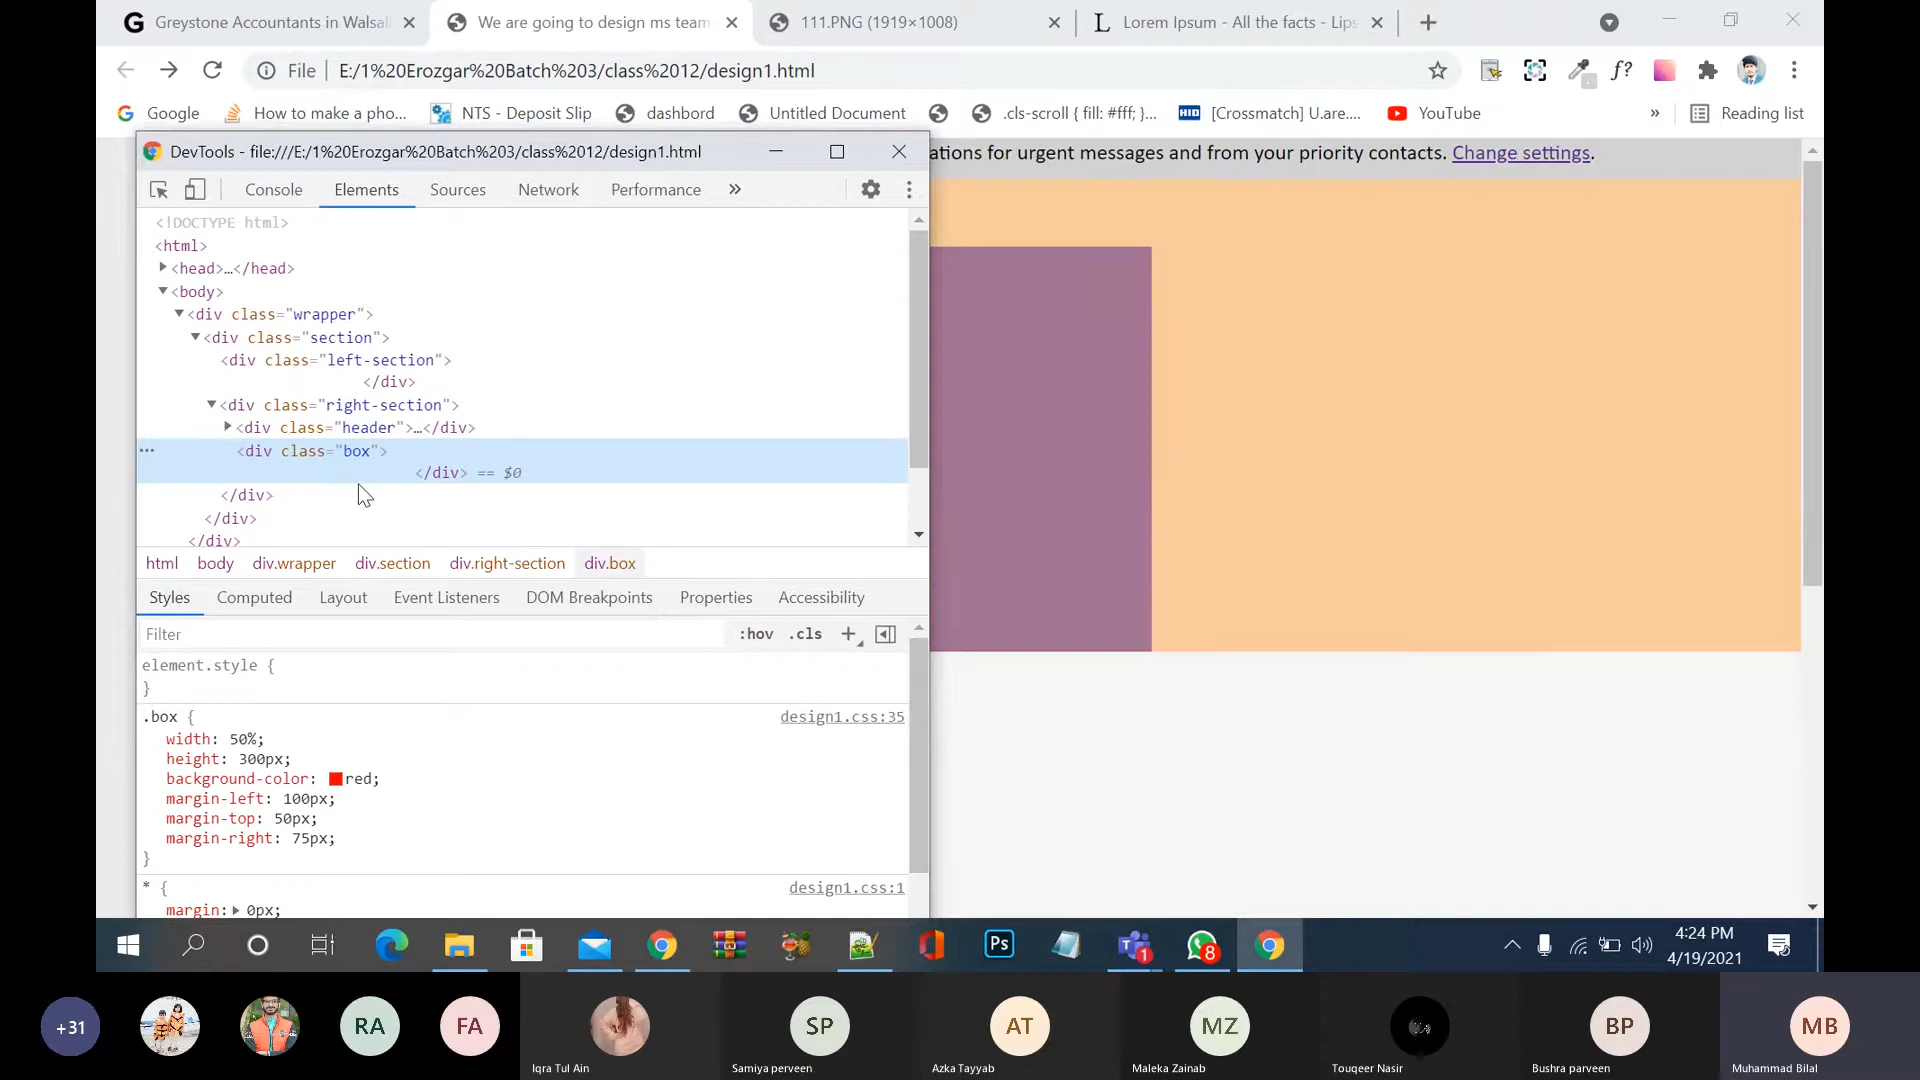 Greystone Accountants in Walsal
We are going to design ms team
111.PNG (1919×1008)
Lorem Ipsum - All the facts - Lips
File
E:/1%20Erozgar%20Batch%203/class%2012/design1.html
f?
Google
How to make a pho...
NTS - Deposit Slip
dashbord
Untitled Document
.cls-scroll { fill: #fff; }...
HID
[Crossmatch] U.are....
YouTube
»
Reading list
DevTools - file:///E:/1%20Erozgar%20Batch%203/class%2012/design1.html
ations for urgent messages and from your priority contacts. Change settings.
Console
Elements
Sources
Network
Performance
»
<!DOCTYPE html>
<html>
<head>…</head>
<body>
<div class="wrapper">
<div class="section">
<div class="left-section">
</div>
<div class="right-section">
<div class="header">…</div>
<div class="box">
</div> == $0
</div>
</div>
</div>
html
body
div.wrapper
div.section
div.right-section
div.box
Styles
Computed
Layout
Event Listeners
DOM Breakpoints
Properties
Accessibility
Filter
:hov
.cls
+
element.style {
}
.box {
design1.css:35
width: 50%;
height: 300px;
background-color: red;
margin-left: 100px;
margin-top: 50px;
margin-right: 75px;
}
* {
design1.css:1
margin: 0px;
Ps
1
8
4:24 PM
4/19/2021
+31
RA
FA
SP
AT
MZ
BP
MB
Iqra Tul Ain
Samiya perveen
Azka Tayyab
Maleka Zainab
Touqeer Nasir
Bushra parveen
Muhammad Bilal